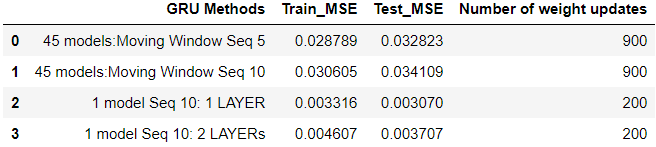 GRU Methods Train_MSE Test_MSE Number of weight updates
0 45 models:Moving Window Seq 5 0.028789 0.032823 900
1 45 models:Moving Window Seq 10 0.030605 0.034109 900
2 1 model Seq 10: 1 LAYER 0.003316 0.003070 200
3 1 model Seq 10: 2 LAYERs 0.004607 0.003707 200